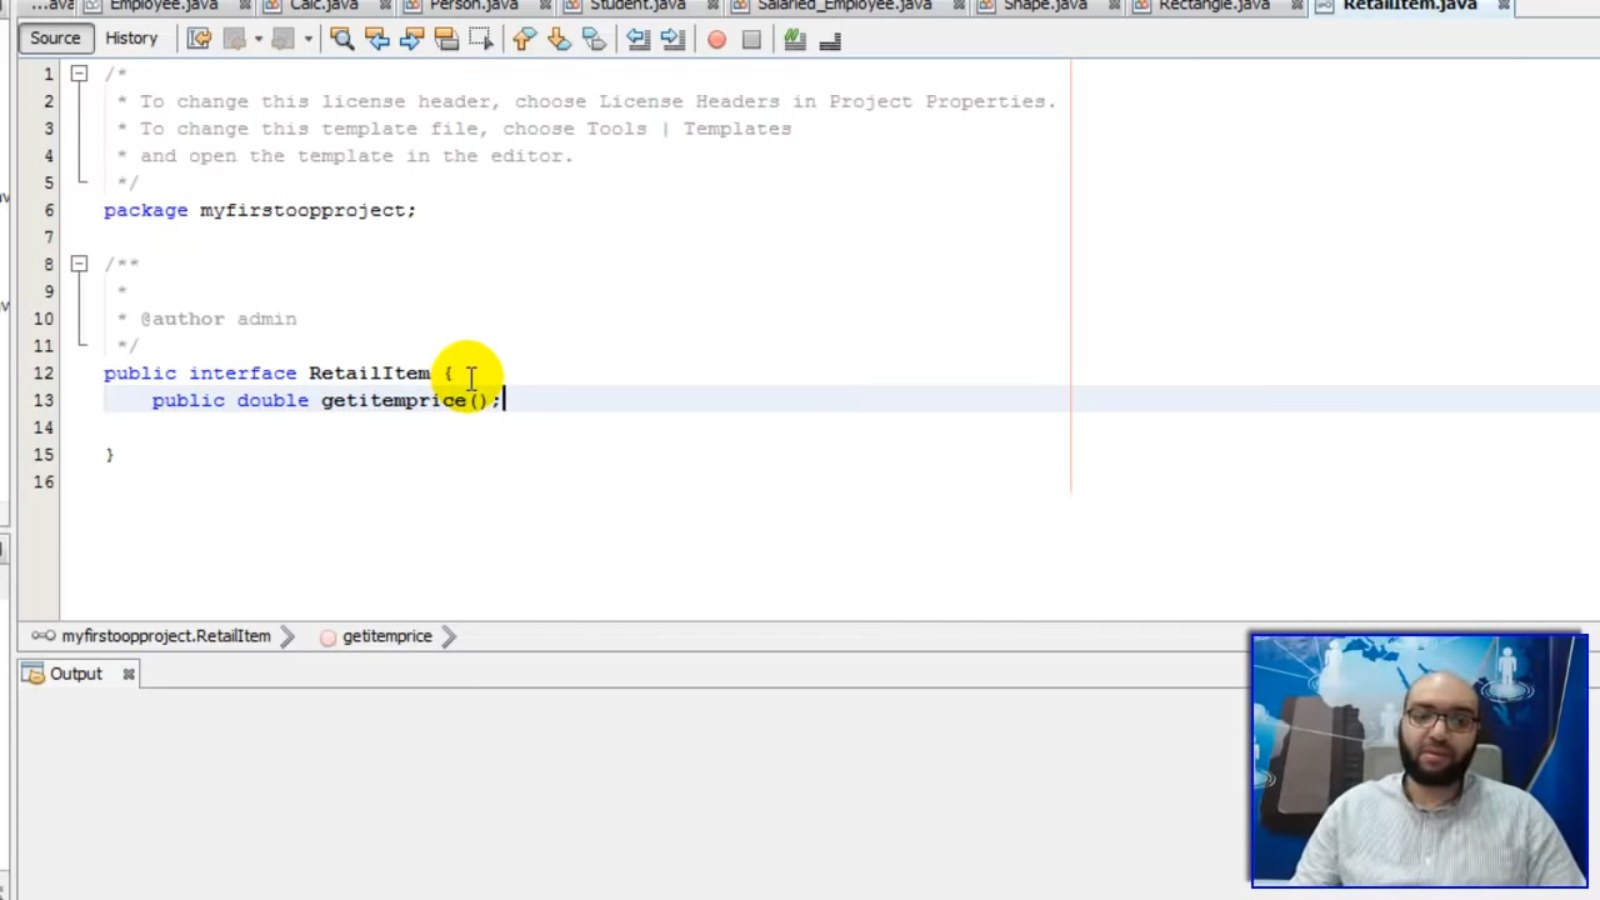 ...ava Employee.java Calc.java Person.java Student.java Salaried_Employee.java Shape.java Rectangle.java RetailItem.java
Source History
1 /*
2 * To change this license header, choose License Headers in Project Properties.
3 * To change this template file, choose Tools | Templates
4 * and open the template in the editor.
5 */
6 package myfirstoopproject;
7
8 /**
9 *
10 * @author admin
11 */
12 public interface RetailItem {
13 public double getitemprice();
14
15 }
16
myfirstoopproject.RetailItem getitemprice
Output